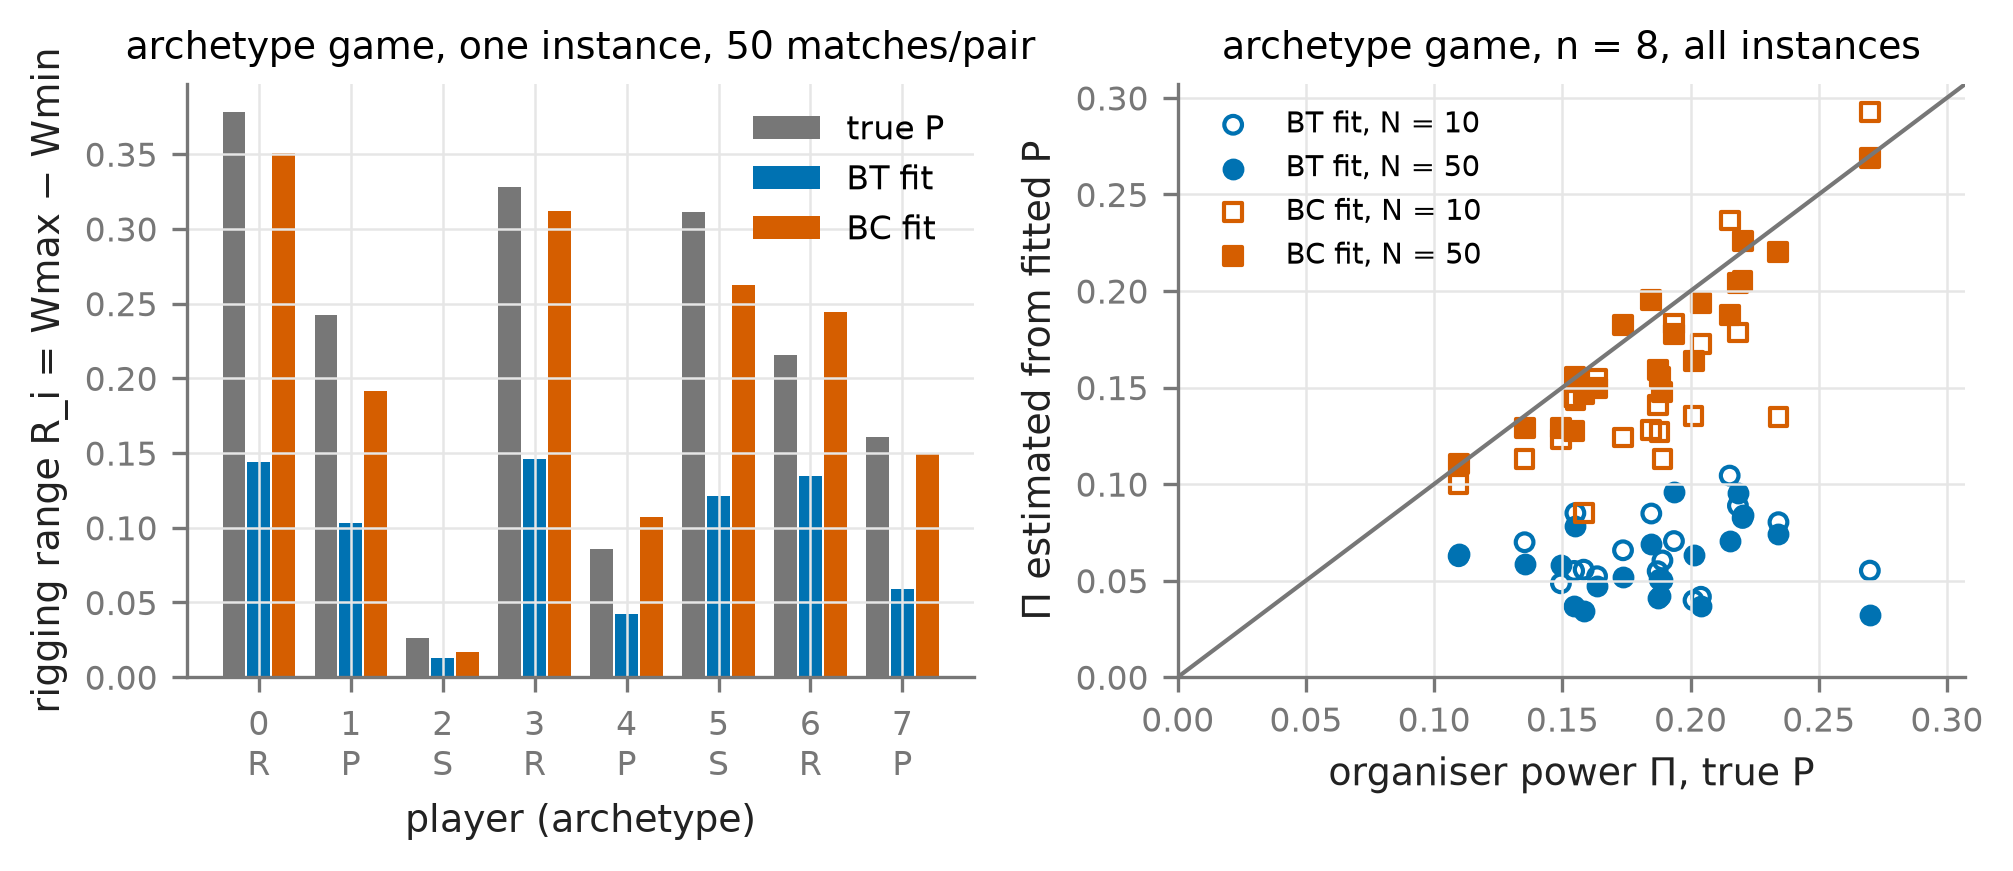 archetype game, one instance, 50 matches/pair
rigging range R_i = Wmax − Wmin
0.35
0.30
0.25
0.20
0.15
0.10
0.05
0.00
true P
BT fit
BC fit
0 1 2 3 4 5 6 7
R P S R P S R P
player (archetype)
archetype game, n = 8, all instances
Π estimated from fitted P
0.30
0.25
0.20
0.15
0.10
0.05
0.00
BT fit, N = 10
BT fit, N = 50
BC fit, N = 10
BC fit, N = 50
0.00 0.05 0.10 0.15 0.20 0.25 0.30
organiser power Π, true P